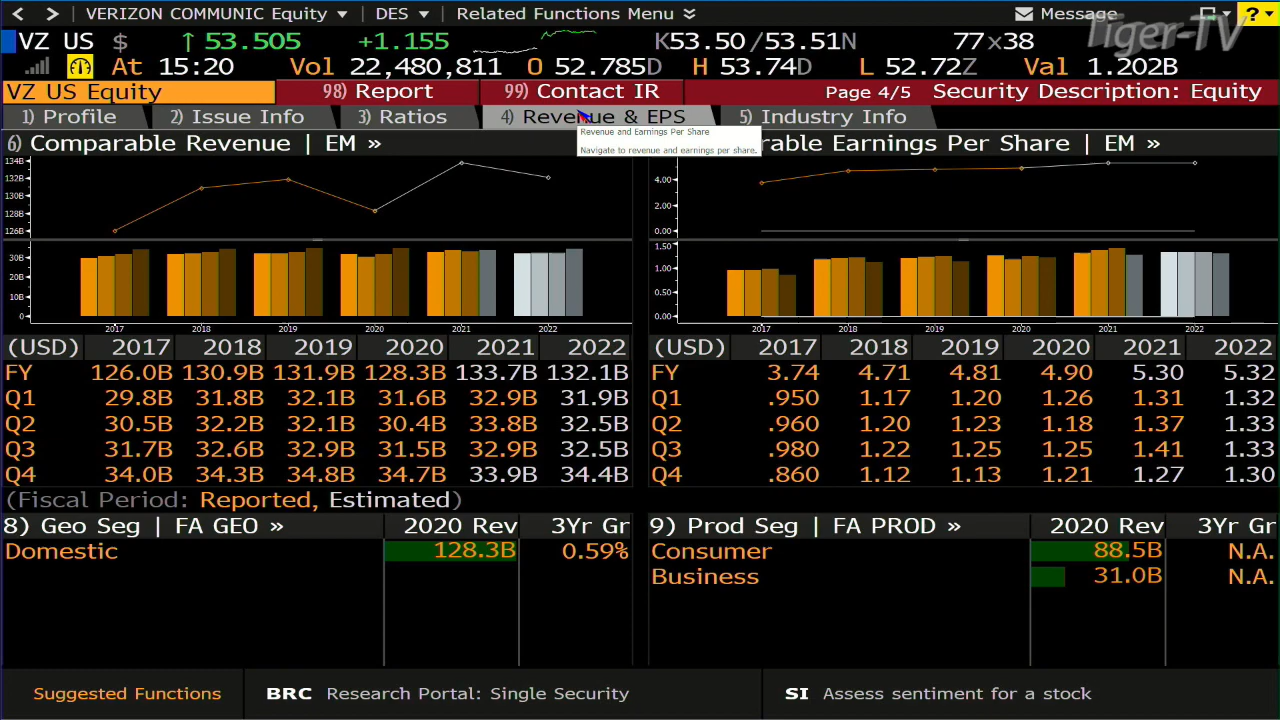 < > VERIZON COMMUNIC Equity DES Related Functions Menu Message ?
Tiger-TV
VZ US $ ↑ 53.505 +1.155 K53.50/53.51N 77x38
At 15:20 Vol 22,480,811 O 52.785D H 53.74D L 52.72Z Val 1.202B
VZ US Equity 98) Report 99) Contact IR Page 4/5 Security Description: Equity
1) Profile 2) Issue Info 3) Ratios 4) Revenue & EPS 5) Industry Info
Revenue and Earnings Per Share
Navigate to revenue and earnings per share.
6) Comparable Revenue | EM » rable Earnings Per Share | EM »
134B
132B 4.00
130B 2.00
128B
126B 0.00
30B 1.50
20B 1.00
10B 0.50
0 0.00
2017 2018 2019 2020 2021 2022 2017 2018 2019 2020 2021 2022
(USD) 2017 2018 2019 2020 2021 2022 (USD) 2017 2018 2019 2020 2021 2022
FY 126.0B 130.9B 131.9B 128.3B 133.7B 132.1B FY 3.74 4.71 4.81 4.90 5.30 5.32
Q1 29.8B 31.8B 32.1B 31.6B 32.9B 31.9B Q1 .950 1.17 1.20 1.26 1.31 1.32
Q2 30.5B 32.2B 32.1B 30.4B 33.8B 32.5B Q2 .960 1.20 1.23 1.18 1.37 1.33
Q3 31.7B 32.6B 32.9B 31.5B 32.9B 32.5B Q3 .980 1.22 1.25 1.25 1.41 1.33
Q4 34.0B 34.3B 34.8B 34.7B 33.9B 34.4B Q4 .860 1.12 1.13 1.21 1.27 1.30
(Fiscal Period: Reported, Estimated)
8) Geo Seg | FA GEO » 2020 Rev 3Yr Gr 9) Prod Seg | FA PROD » 2020 Rev 3Yr Gr
Domestic 128.3B 0.59% Consumer 88.5B N.A.
Business 31.0B N.A.
Suggested Functions BRC Research Portal: Single Security SI Assess sentiment for a stock